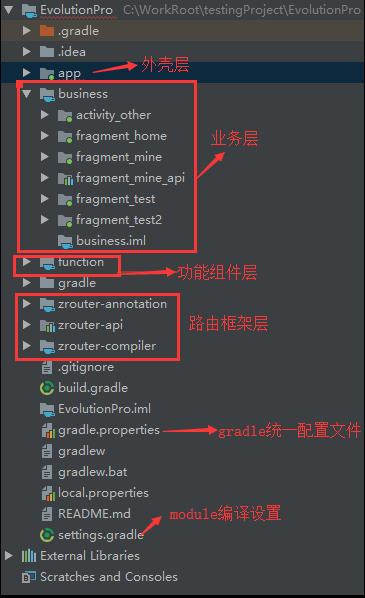 EvolutionPro C:\WorkRoot\testingProject\EvolutionPro
.gradle
.idea
app 外壳层
business
activity_other
fragment_home 业务层
fragment_mine
fragment_mine_api
fragment_test
fragment_test2
business.iml
function 功能组件层
gradle
zrouter-annotation
zrouter-api 路由框架层
zrouter-compiler
.gitignore
build.gradle
EvolutionPro.iml
gradle.properties gradle统一配置文件
gradlew
gradlew.bat
local.properties
README.md module编译设置
settings.gradle
External Libraries
Scratches and Consoles